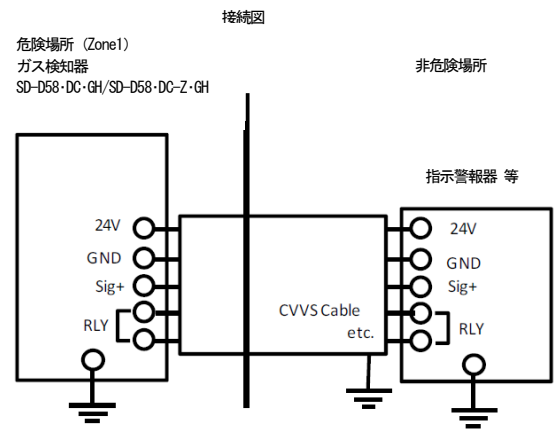 接続図
危険場所 (Zone1)
ガス検知器
SD-D58･DC･GH/SD-D58･DC-Z･GH
非危険場所
指示警報器 等
24V
GND
Sig+
RLY
CVVS Cable
etc.
24V
GND
Sig+
RLY